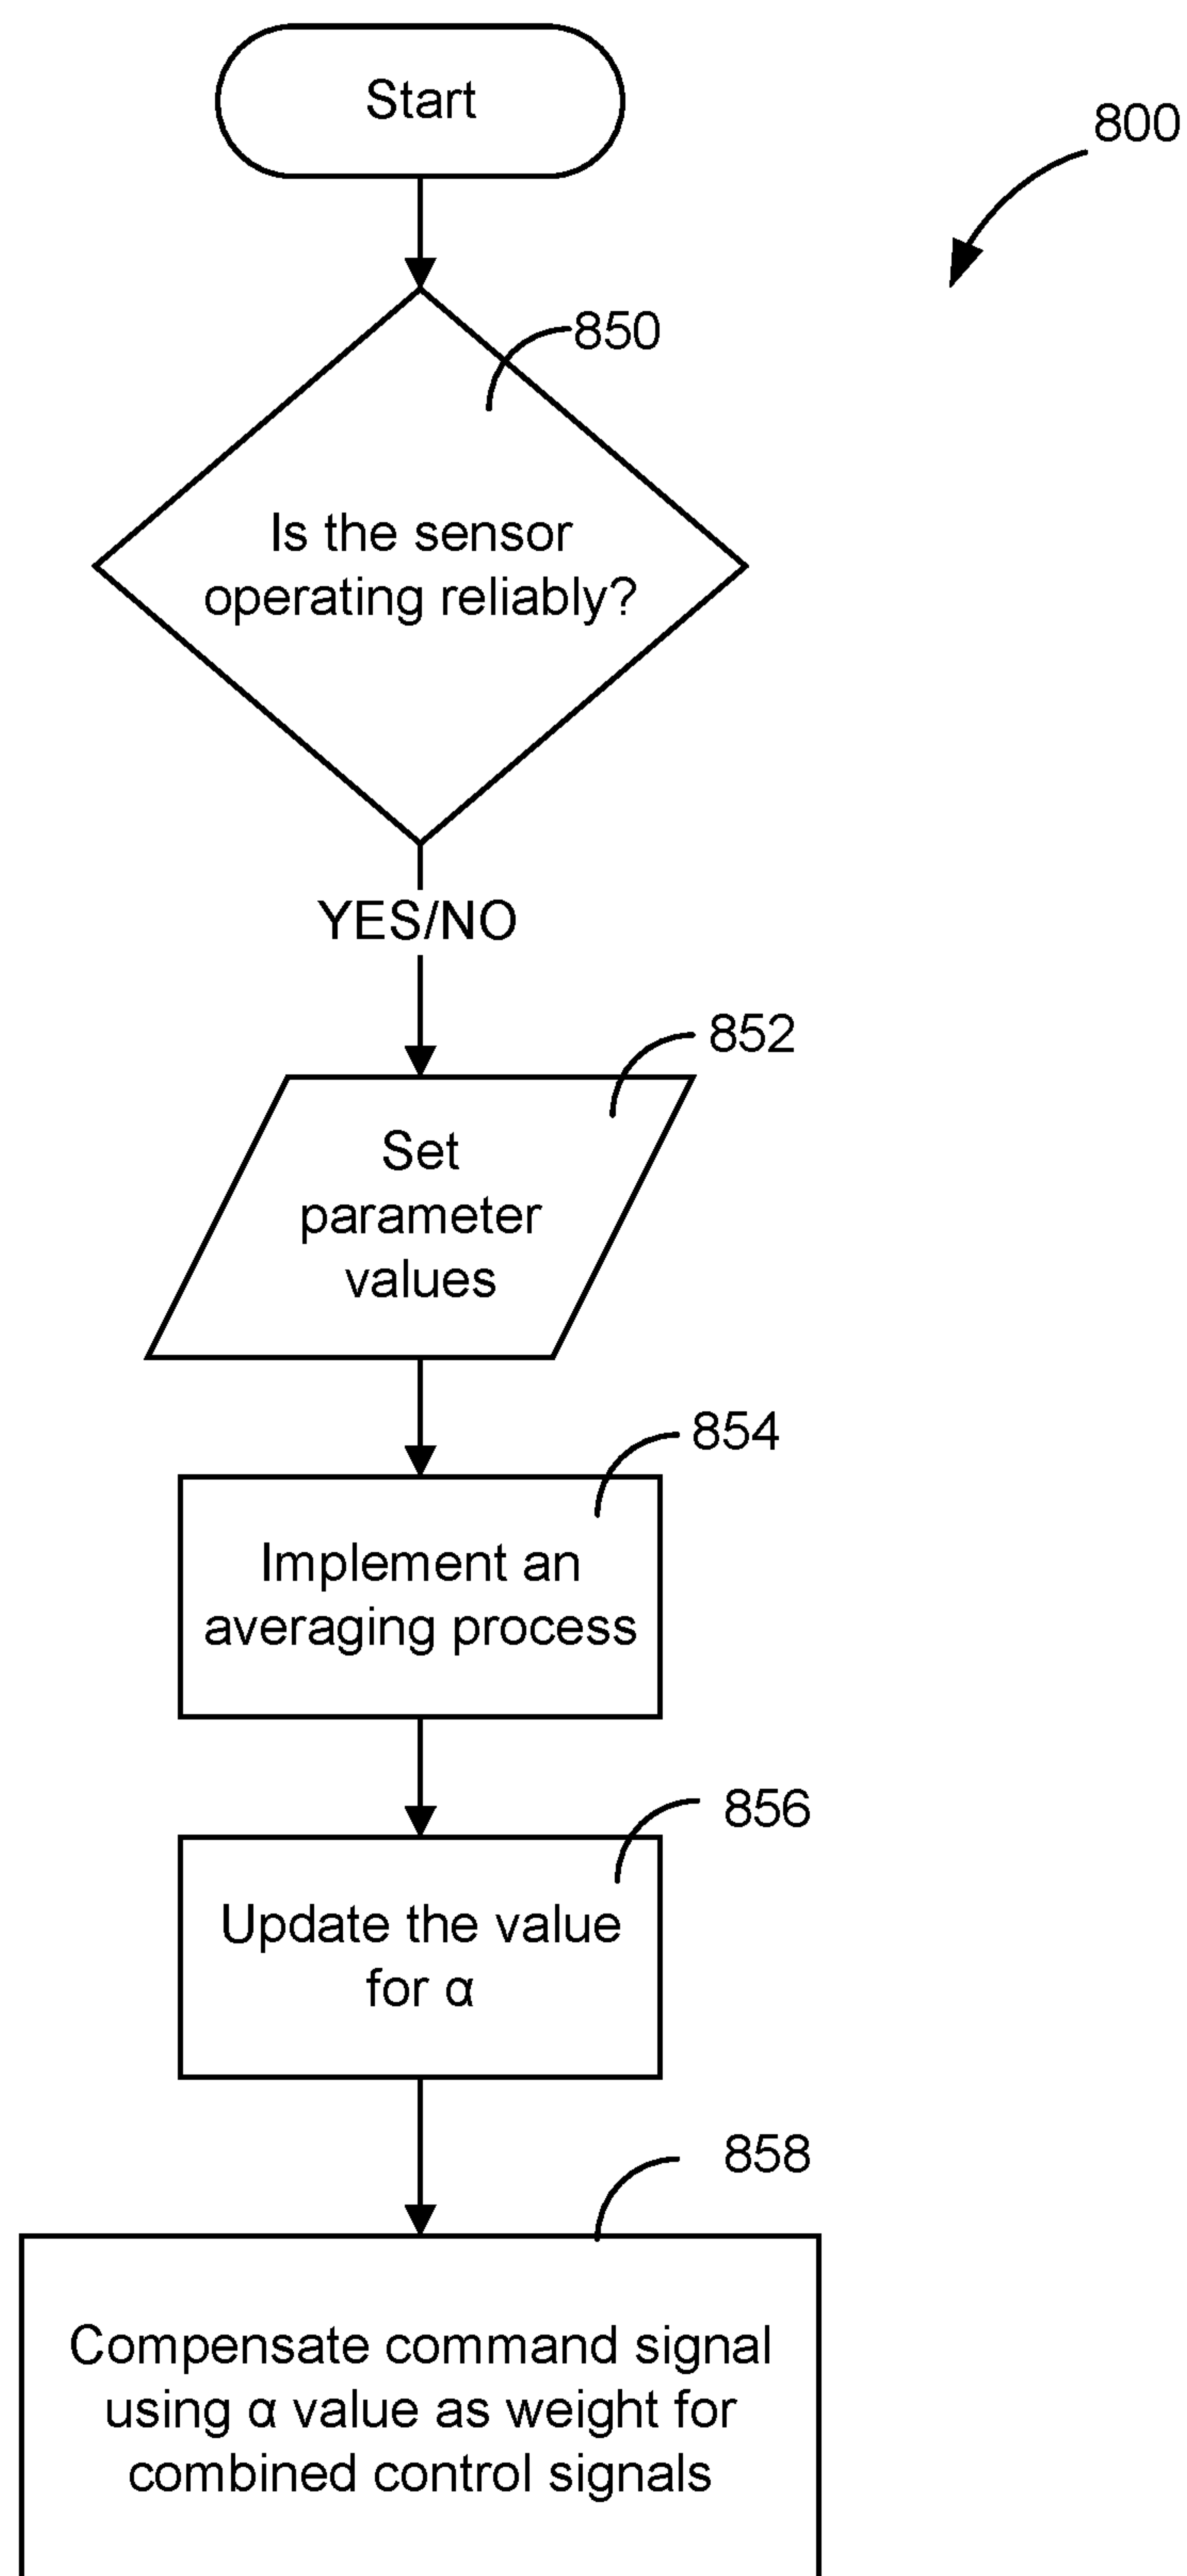 Start
800
850
Is the sensor
operating reliably?
YES/NO
852
Set
parameter
values
854
Implement an
averaging process
856
Update the value
for α
858
Compensate command signal
using α value as weight for
combined control signals